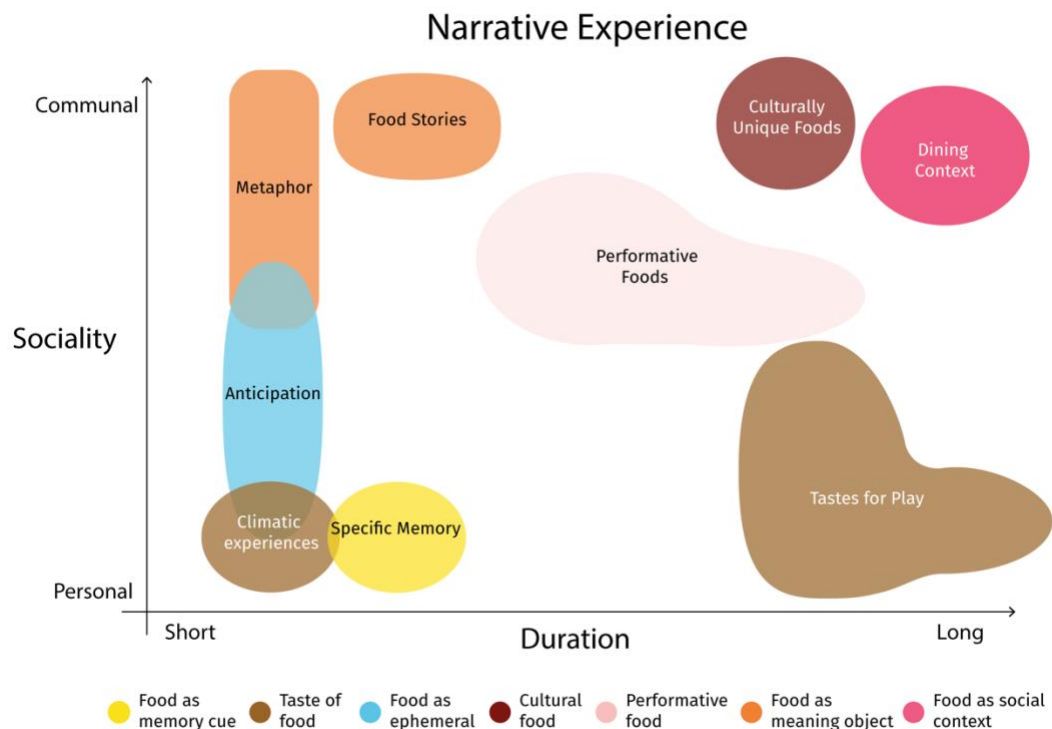 Narrative Experience
Communal
Food Stories
Culturally
Unique Foods
Dining
Context
Metaphor
Performative
Foods
Sociality
Anticipation
Tastes for Play
Climatic
experiences
Specific Memory
Personal
Short
Duration
Long
Food as
memory cue
Taste of
food
Food as
ephemeral
Cultural
food
Performative
food
Food as
meaning object
Food as social
context